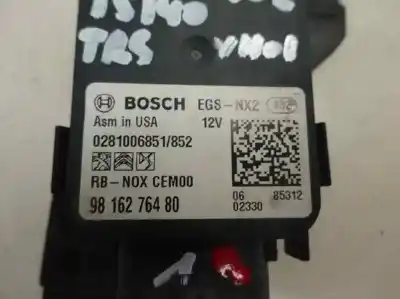 TRS
BOSCH EGS-NX2
Asm in USA 12V
0281006851/852
RB-NOX CEM00
98 162 764 80
06 85312
02330